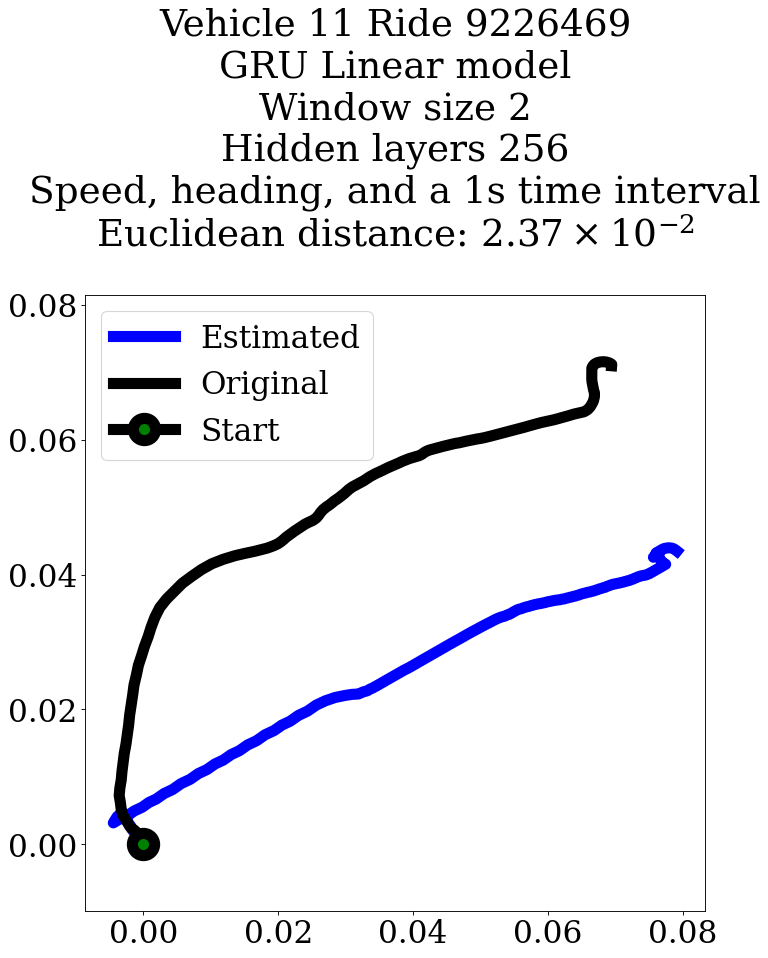 Vehicle 11 Ride 9226469
GRU Linear model
Window size 2
Hidden layers 256
Speed, heading, and a 1s time interval
Euclidean distance: 2.37 × 10⁻²
0.08
0.06
0.04
0.02
0.00
Estimated
Original
Start
0.00 0.02 0.04 0.06 0.08